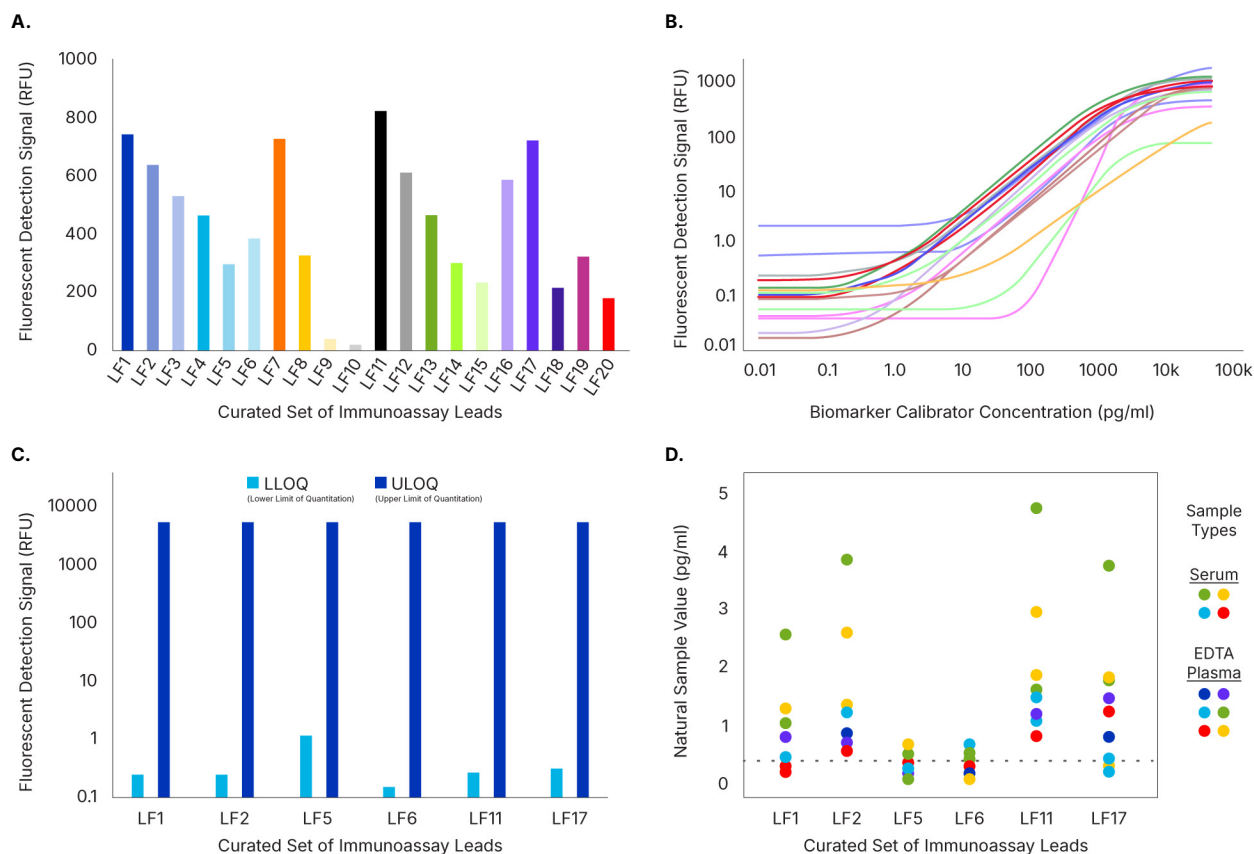 A.
Fluorescent Detection Signal (RFU)
1000
800
600
400
200
0
LF1
LF2
LF3
LF4
LF5
LF6
LF7
LF8
LF9
LF10
LF11
LF12
LF13
LF14
LF15
LF16
LF17
LF18
LF19
LF20
Curated Set of Immunoassay Leads
B.
Fluorescent Detection Signal (RFU)
1000
100
10
1.0
0.1
0.01
0.01
0.1
1.0
10
100
1000
10k
100k
Biomarker Calibrator Concentration (pg/ml)
C.
Fluorescent Detection Signal (RFU)
LLOQ
(Lower Limit of Quantitation)
ULOQ
(Upper Limit of Quantitation)
10000
1000
100
10
1
0.1
LF1
LF2
LF5
LF6
LF11
LF17
Curated Set of Immunoassay Leads
D.
Natural Sample Value (pg/ml)
5
4
3
2
1
0
LF1
LF2
LF5
LF6
LF11
LF17
Curated Set of Immunoassay Leads
Sample
Types
Serum
EDTA
Plasma